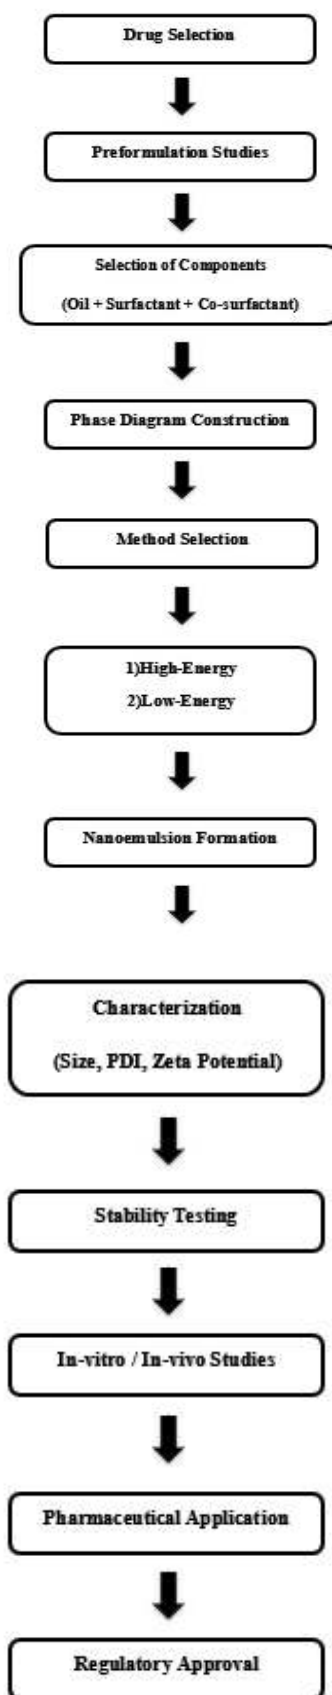 Drug Selection
Preformulation Studies
Selection of Components
(Oil + Surfactant + Co-surfactant)
Phase Diagram Construction
Method Selection
1)High-Energy
2)Low-Energy
Nanoemulsion Formation
Characterization
(Size, PDI, Zeta Potential)
Stability Testing
In-vitro / In-vivo Studies
Pharmaceutical Application
Regulatory Approval